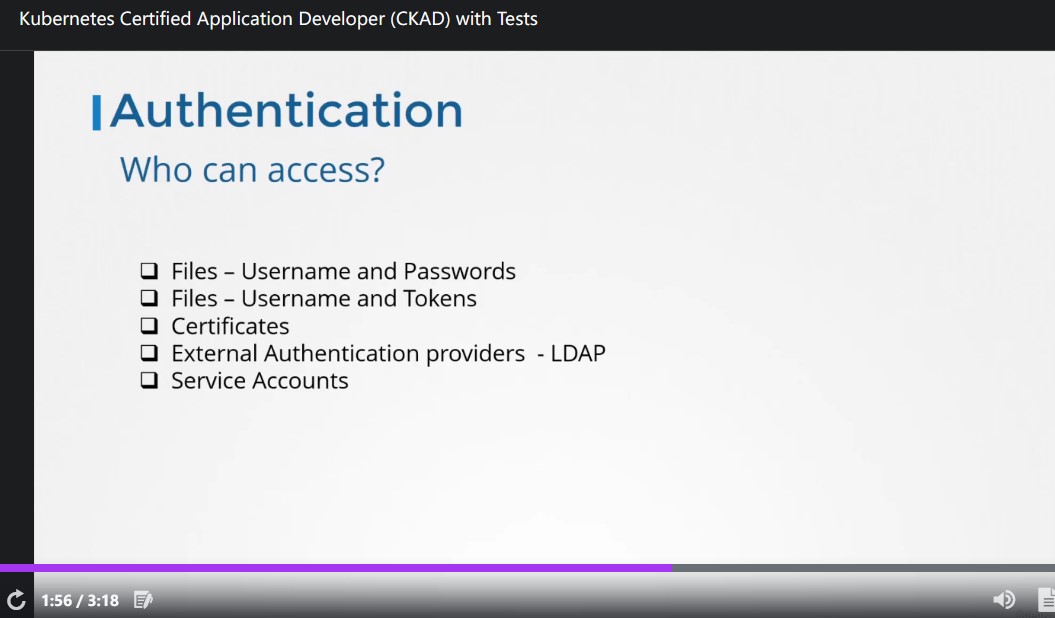 Kubernetes Certified Application Developer (CKAD) with Tests
Authentication
Who can access?
Files – Username and Passwords
Files – Username and Tokens
Certificates
External Authentication providers  - LDAP
Service Accounts
1:56 / 3:18